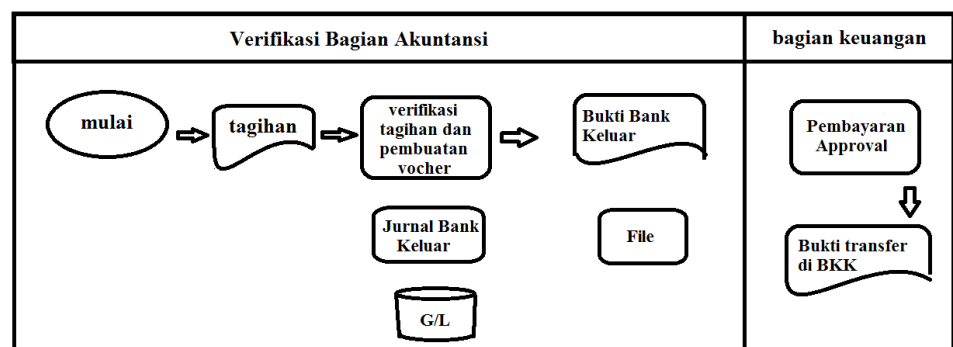 Verifikasi Bagian Akuntansi
bagian keuangan
mulai
tagihan
verifikasi
tagihan dan
pembuatan
vocher
Bukti Bank
Keluar
Pembayaran
Approval
Jurnal Bank
Keluar
File
Bukti transfer
di BKK
G/L